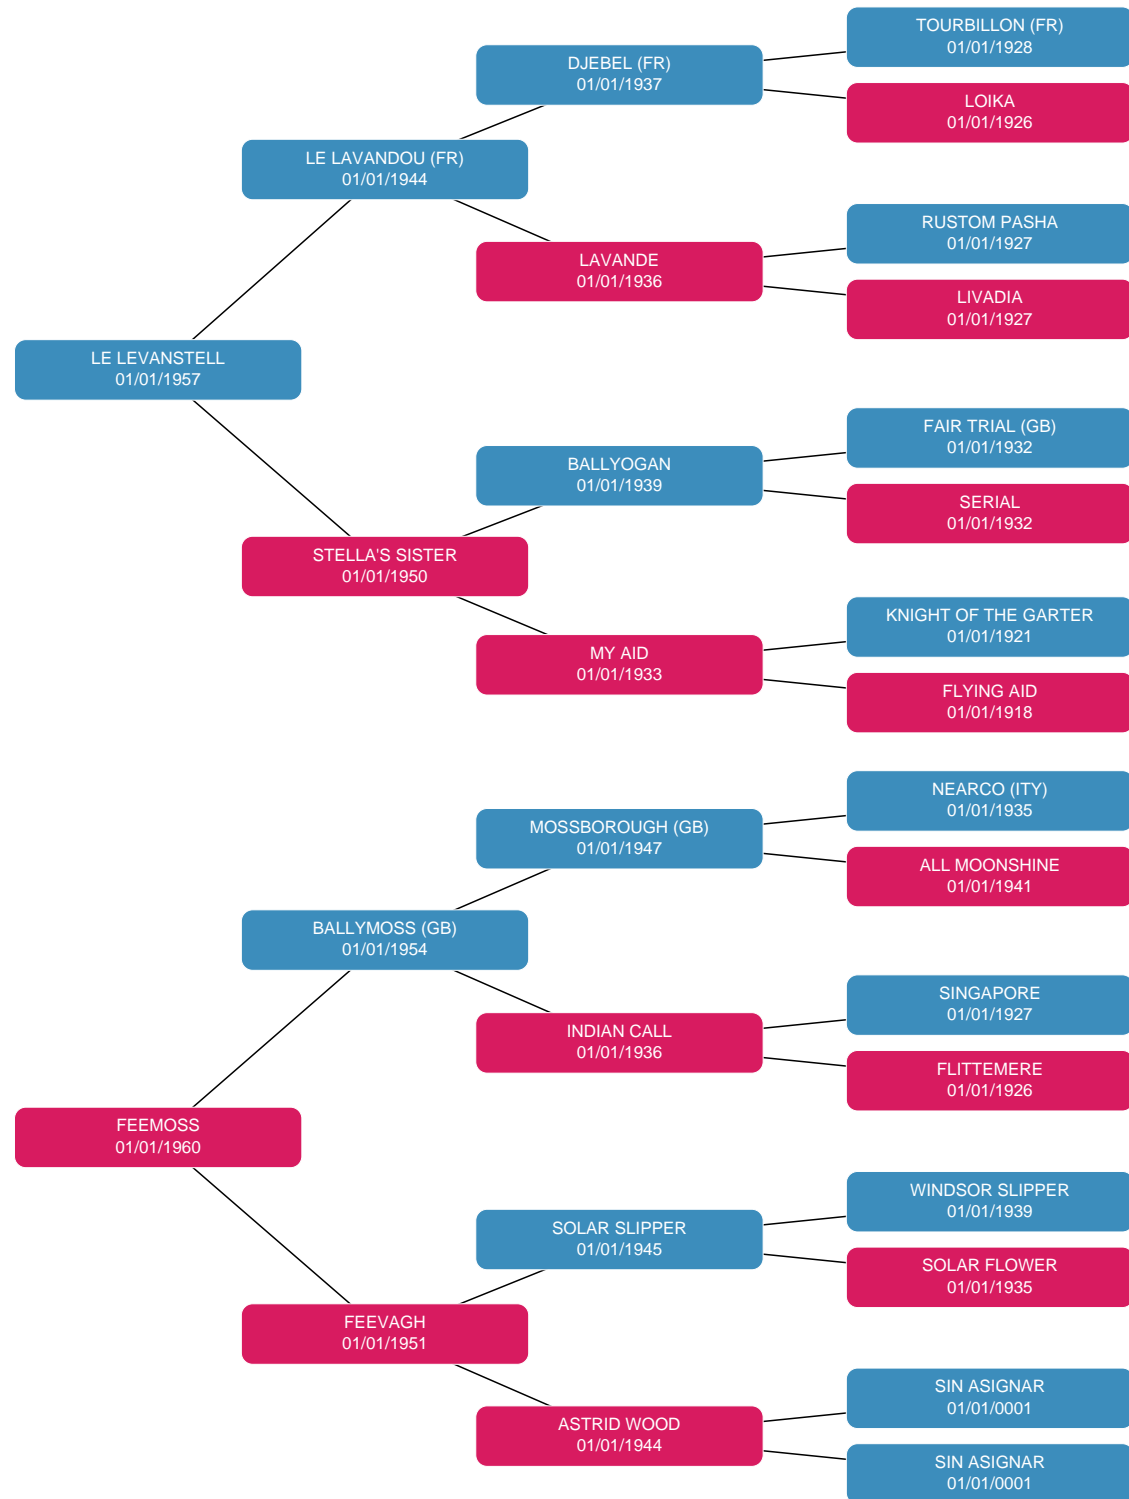 TOURBILLON (FR)
01/01/1928
DJEBEL (FR)
01/01/1937
LOIKA
01/01/1926
LE LAVANDOU (FR)
01/01/1944
RUSTOM PASHA
01/01/1927
LAVANDE
01/01/1936
LIVADIA
01/01/1927
LE LEVANSTELL
01/01/1957
FAIR TRIAL (GB)
01/01/1932
BALLYOGAN
01/01/1939
SERIAL
01/01/1932
STELLA'S SISTER
01/01/1950
KNIGHT OF THE GARTER
01/01/1921
MY AID
01/01/1933
FLYING AID
01/01/1918
NEARCO (ITY)
01/01/1935
MOSSBOROUGH (GB)
01/01/1947
ALL MOONSHINE
01/01/1941
BALLYMOSS (GB)
01/01/1954
SINGAPORE
01/01/1927
INDIAN CALL
01/01/1936
FLITTEMERE
01/01/1926
FEEMOSS
01/01/1960
WINDSOR SLIPPER
01/01/1939
SOLAR SLIPPER
01/01/1945
SOLAR FLOWER
01/01/1935
FEEVAGH
01/01/1951
SIN ASIGNAR
01/01/0001
ASTRID WOOD
01/01/1944
SIN ASIGNAR
01/01/0001